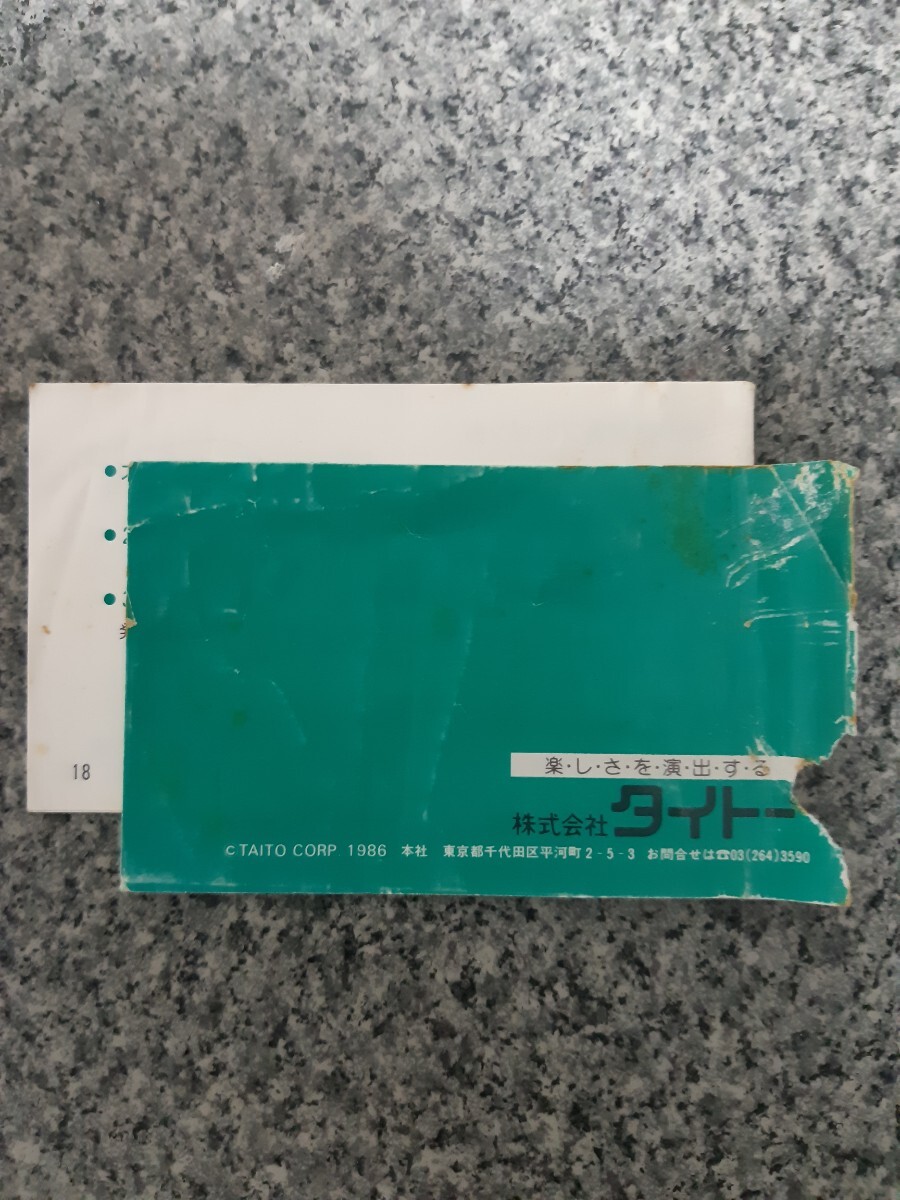 18
楽・し・さ・を・演・出・す・る
株式会社 タイトー
©TAITO CORP. 1986 本社 東京都千代田区平河町2-5-3 お問合せは☎03(264)3590